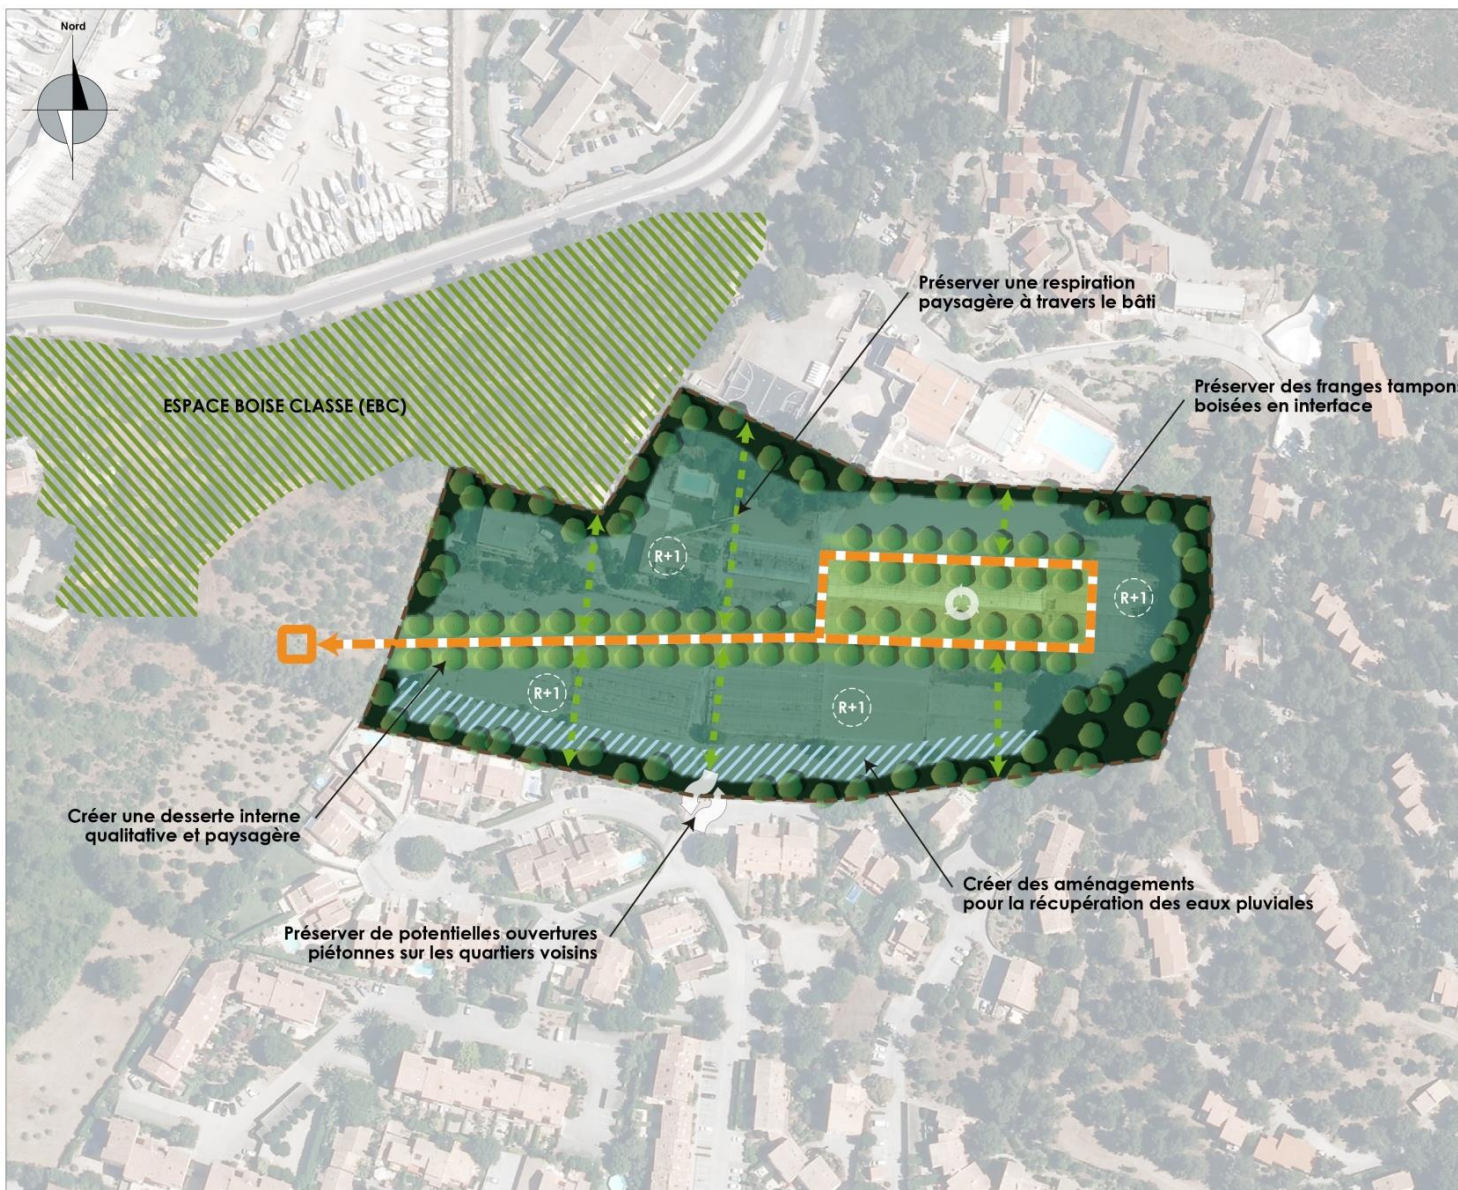 Nord
Préserver une respiration
paysagère à travers le bâti
Préserver des franges tampons
boisées en interface
ESPACE BOISE CLASSE (EBC)
R+1
R+1
R+1
R+1
Créer une desserte interne
qualitative et paysagère
Créer des aménagements
pour la récupération des eaux pluviales
Préserver de potentielles ouvertures
piétonnes sur les quartiers voisins